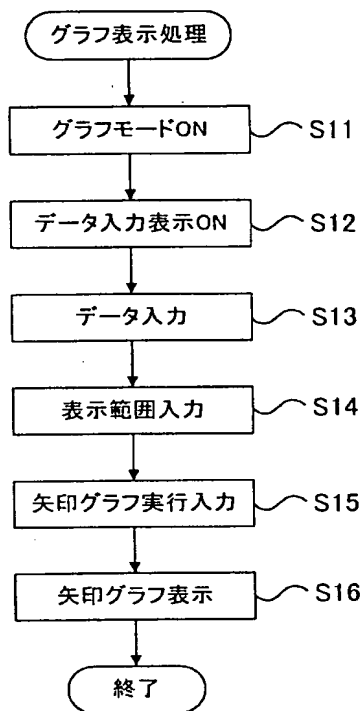 グラフ表示処理
グラフモードON S11
データ入力表示ON S12
データ入力 S13
表示範囲入力 S14
矢印グラフ実行入力 S15
矢印グラフ表示 S16
終了